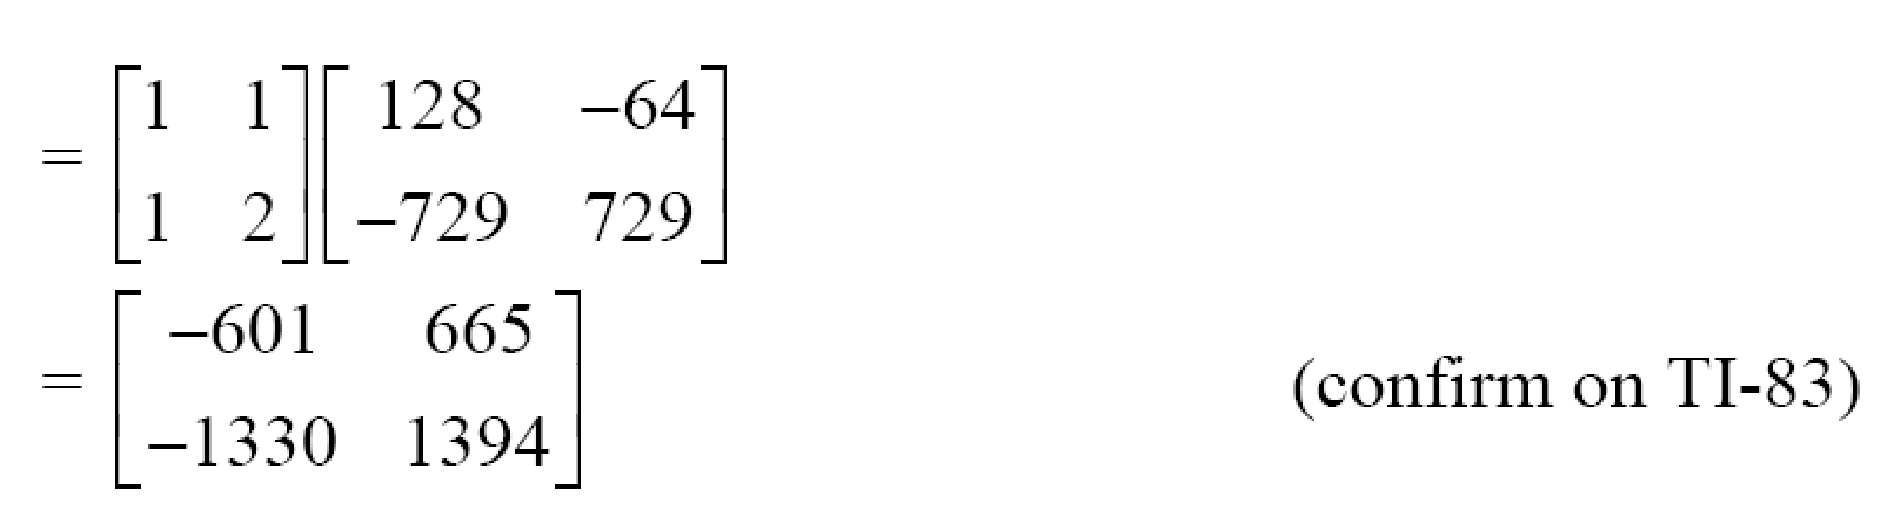 = [1 1] [128 −64]
[1 2] [−729 729]
= [−601 665]
[−1330 1394] (confirm on TI-83)